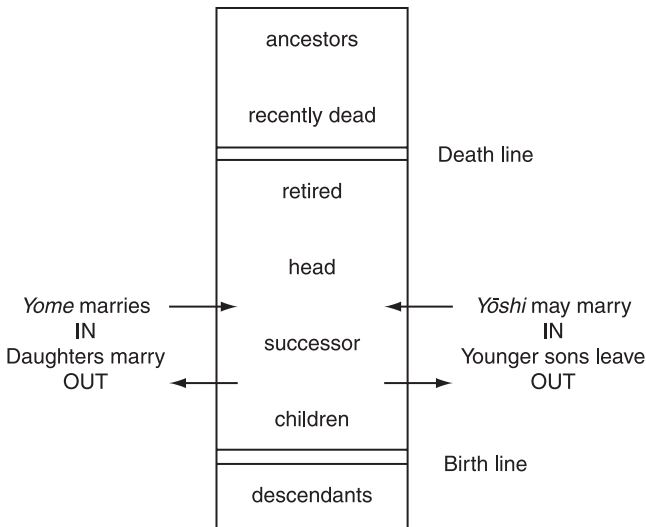 ancestors
recently dead
Death line
retired
head
Yome marries
IN
Daughters marry
OUT
Yōshi may marry
IN
Younger sons leave
OUT
successor
children
Birth line
descendants